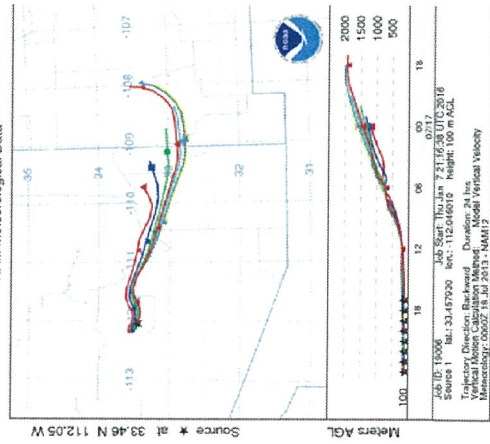 Source ★ at 33.46 N 112.05 W
-107
-108
-109
-110
-111
-113
35
34
33
32
31
noaa
Meters AGL
2000
1500
1000
500
100
18
12
06
00
18
07/17
Job ID: 19006 Job Start: Thu Jan 7 21:16:38 UTC 2016
Source 1 lat.: 33.457920 lon.: -112.046010 height: 100 m AGL
Trajectory Direction: Backward Duration: 24 hrs
Vertical Motion Calculation Method: Model Vertical Velocity
Meteorology: 0000Z 18 Jul 2013 - NAM12